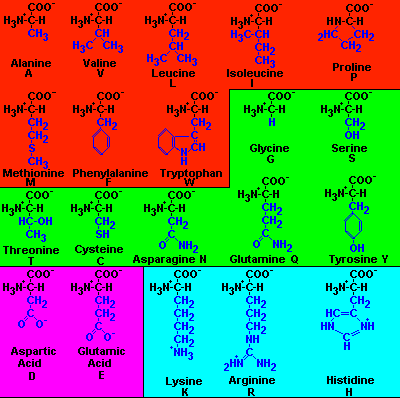 COO⁻ COO⁻ COO⁻ COO⁻ COO⁻
H₃N⁺-C-H H₃N⁺-C-H H₃N⁺-C-H H₃N⁺-C-H HN-C-H
CH₃ CH CH₂ HC-CH₃ H₂C CH₂
H₃C CH₃ CH CH₂ CH₂
H₃C CH₃ CH₃
Alanine Valine Leucine Isoleucine Proline
A V L I P
COO⁻ COO⁻ COO⁻ COO⁻ COO⁻
H₃N⁺-C-H H₃N⁺-C-H H₃N⁺-C-H H₃N⁺-C-H H₃N⁺-C-H
CH₂ CH₂ CH₂ H CH₂
CH₂ OH
S NH
CH₃
Methionine Phenylalanine Tryptophan Glycine Serine
M F W G S
COO⁻ COO⁻ COO⁻ COO⁻ COO⁻
H₃N⁺-C-H H₃N⁺-C-H H₃N⁺-C-H H₃N⁺-C-H H₃N⁺-C-H
HC-OH CH₂ CH₂ CH₂ CH₂
CH₃ SH C CH₂
O NH₂ C
O NH₂ OH
Threonine Cysteine Asparagine N Glutamine Q Tyrosine Y
T C
COO⁻ COO⁻ COO⁻ COO⁻ COO⁻
H₃N⁺-C-H H₃N⁺-C-H H₃N⁺-C-H H₃N⁺-C-H H₃N⁺-C-H
CH₂ CH₂ CH₂ CH₂ CH₂
C CH₂ CH₂ CH₂ C
O O⁻ C CH₂ CH₂ HN NH⁺
O O⁻ CH₂ NH CH
⁺NH₃ C
H₂N⁺ NH₂
Aspartic Glutamic
Acid Acid
D E
Lysine Arginine Histidine
K R H